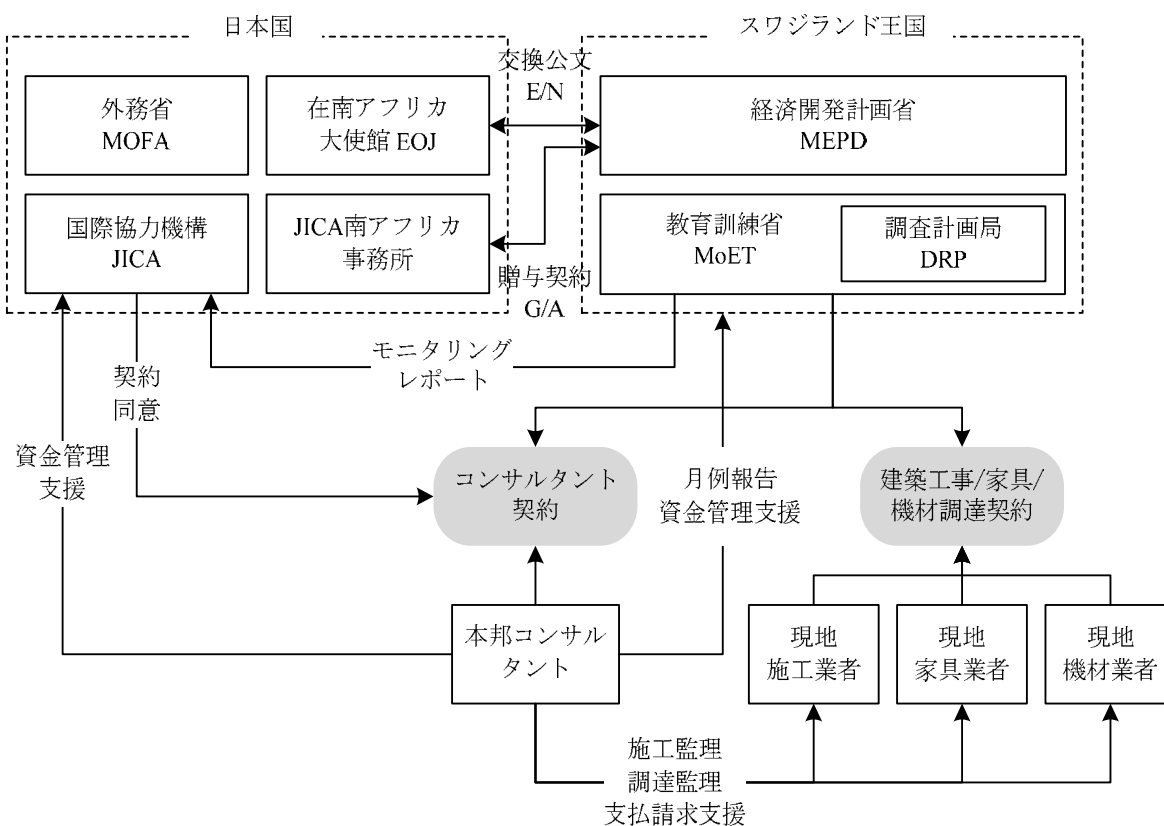 日本国
スワジランド王国
交換公文
E/N
外務省
MOFA
在南アフリカ
大使館 EOJ
経済開発計画省
MEPD
国際協力機構
JICA
JICA南アフリカ
事務所
教育訓練省
MoET
調査計画局
DRP
贈与契約
G/A
モニタリング
レポート
契約
同意
資金管理
支援
コンサルタント
契約
月例報告
資金管理支援
建築工事/家具/
機材調達契約
本邦コンサル
タント
現地
施工業者
現地
家具業者
現地
機材業者
施工監理
調達監理
支払請求支援